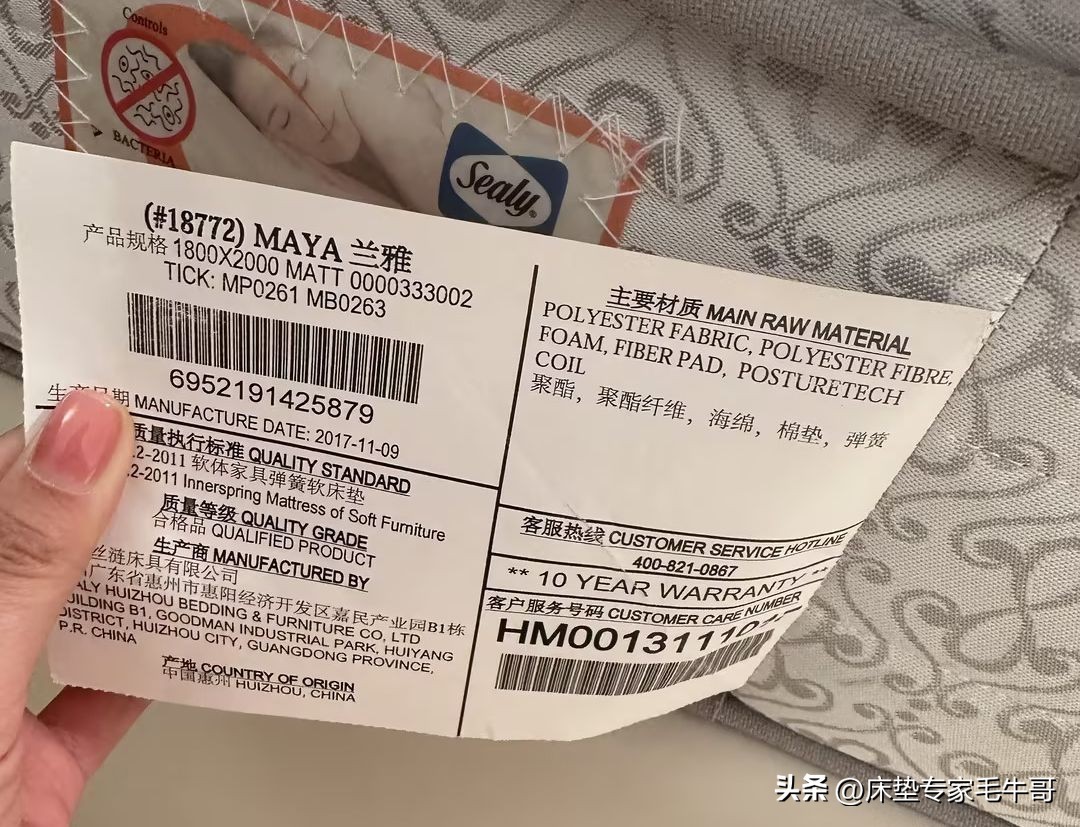 Controls
BACTERIA
Sealy
(#18772) MAYA 兰雅
产品规格 1800X2000 MATT 0000333002
TICK: MP0261 MB0263
6952191425879
生产日期 MANUFACTURE DATE: 2017-11-09
质量执行标准 QUALITY STANDARD
.2-2011 软体家具弹簧软床垫
.2-2011 Innerspring Mattress of Soft Furniture
质量等级 QUALITY GRADE
合格品 QUALIFIED PRODUCT
生产商 MANUFACTURED BY
丝涟床具有限公司
广东省惠州市惠阳经济开发区嘉民产业园B1栋
ALY HUIZHOU BEDDING & FURNITURE CO, LTD
UILDING B1, GOODMAN INDUSTRIAL PARK, HUIYANG
DISTRICT, HUIZHOU CITY, GUANGDONG PROVINCE,
P.R. CHINA
产地 COUNTRY OF ORIGIN
中国惠州 HUIZHOU, CHINA
主要材质 MAIN RAW MATERIAL
POLYESTER FABRIC, POLYESTER FIBRE,
FOAM, FIBER PAD, POSTURETECH
COIL
聚酯，聚酯纤维，海绵，棉垫，弹簧
客服热线 CUSTOMER SERVICE HOTLINE
400-821-0867
** 10 YEAR WARRANTY **
客户服务号码 CUSTOMER CARE NUMBER
HM0013111
头条 @床垫专家毛牛哥